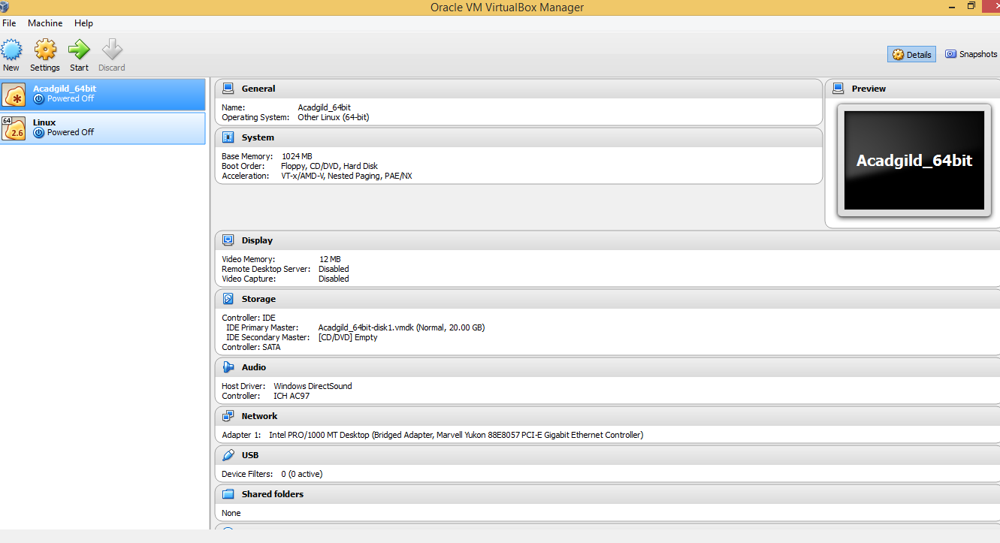 Oracle VM VirtualBox Manager
File Machine Help
New Settings Start Discard
Details Snapshots
Acadgild_64bit
Powered Off
64
2.6
Linux
Powered Off
General
Name: Acadgild_64bit
Operating System: Other Linux (64-bit)
System
Base Memory: 1024 MB
Boot Order: Floppy, CD/DVD, Hard Disk
Acceleration: VT-x/AMD-V, Nested Paging, PAE/NX
Preview
Acadgild_64bit
Display
Video Memory: 12 MB
Remote Desktop Server: Disabled
Video Capture: Disabled
Storage
Controller: IDE
IDE Primary Master: Acadgild_64bit-disk1.vmdk (Normal, 20.00 GB)
IDE Secondary Master: [CD/DVD] Empty
Controller: SATA
Audio
Host Driver: Windows DirectSound
Controller: ICH AC97
Network
Adapter 1: Intel PRO/1000 MT Desktop (Bridged Adapter, Marvell Yukon 88E8057 PCI-E Gigabit Ethernet Controller)
USB
Device Filters: 0 (0 active)
Shared folders
None